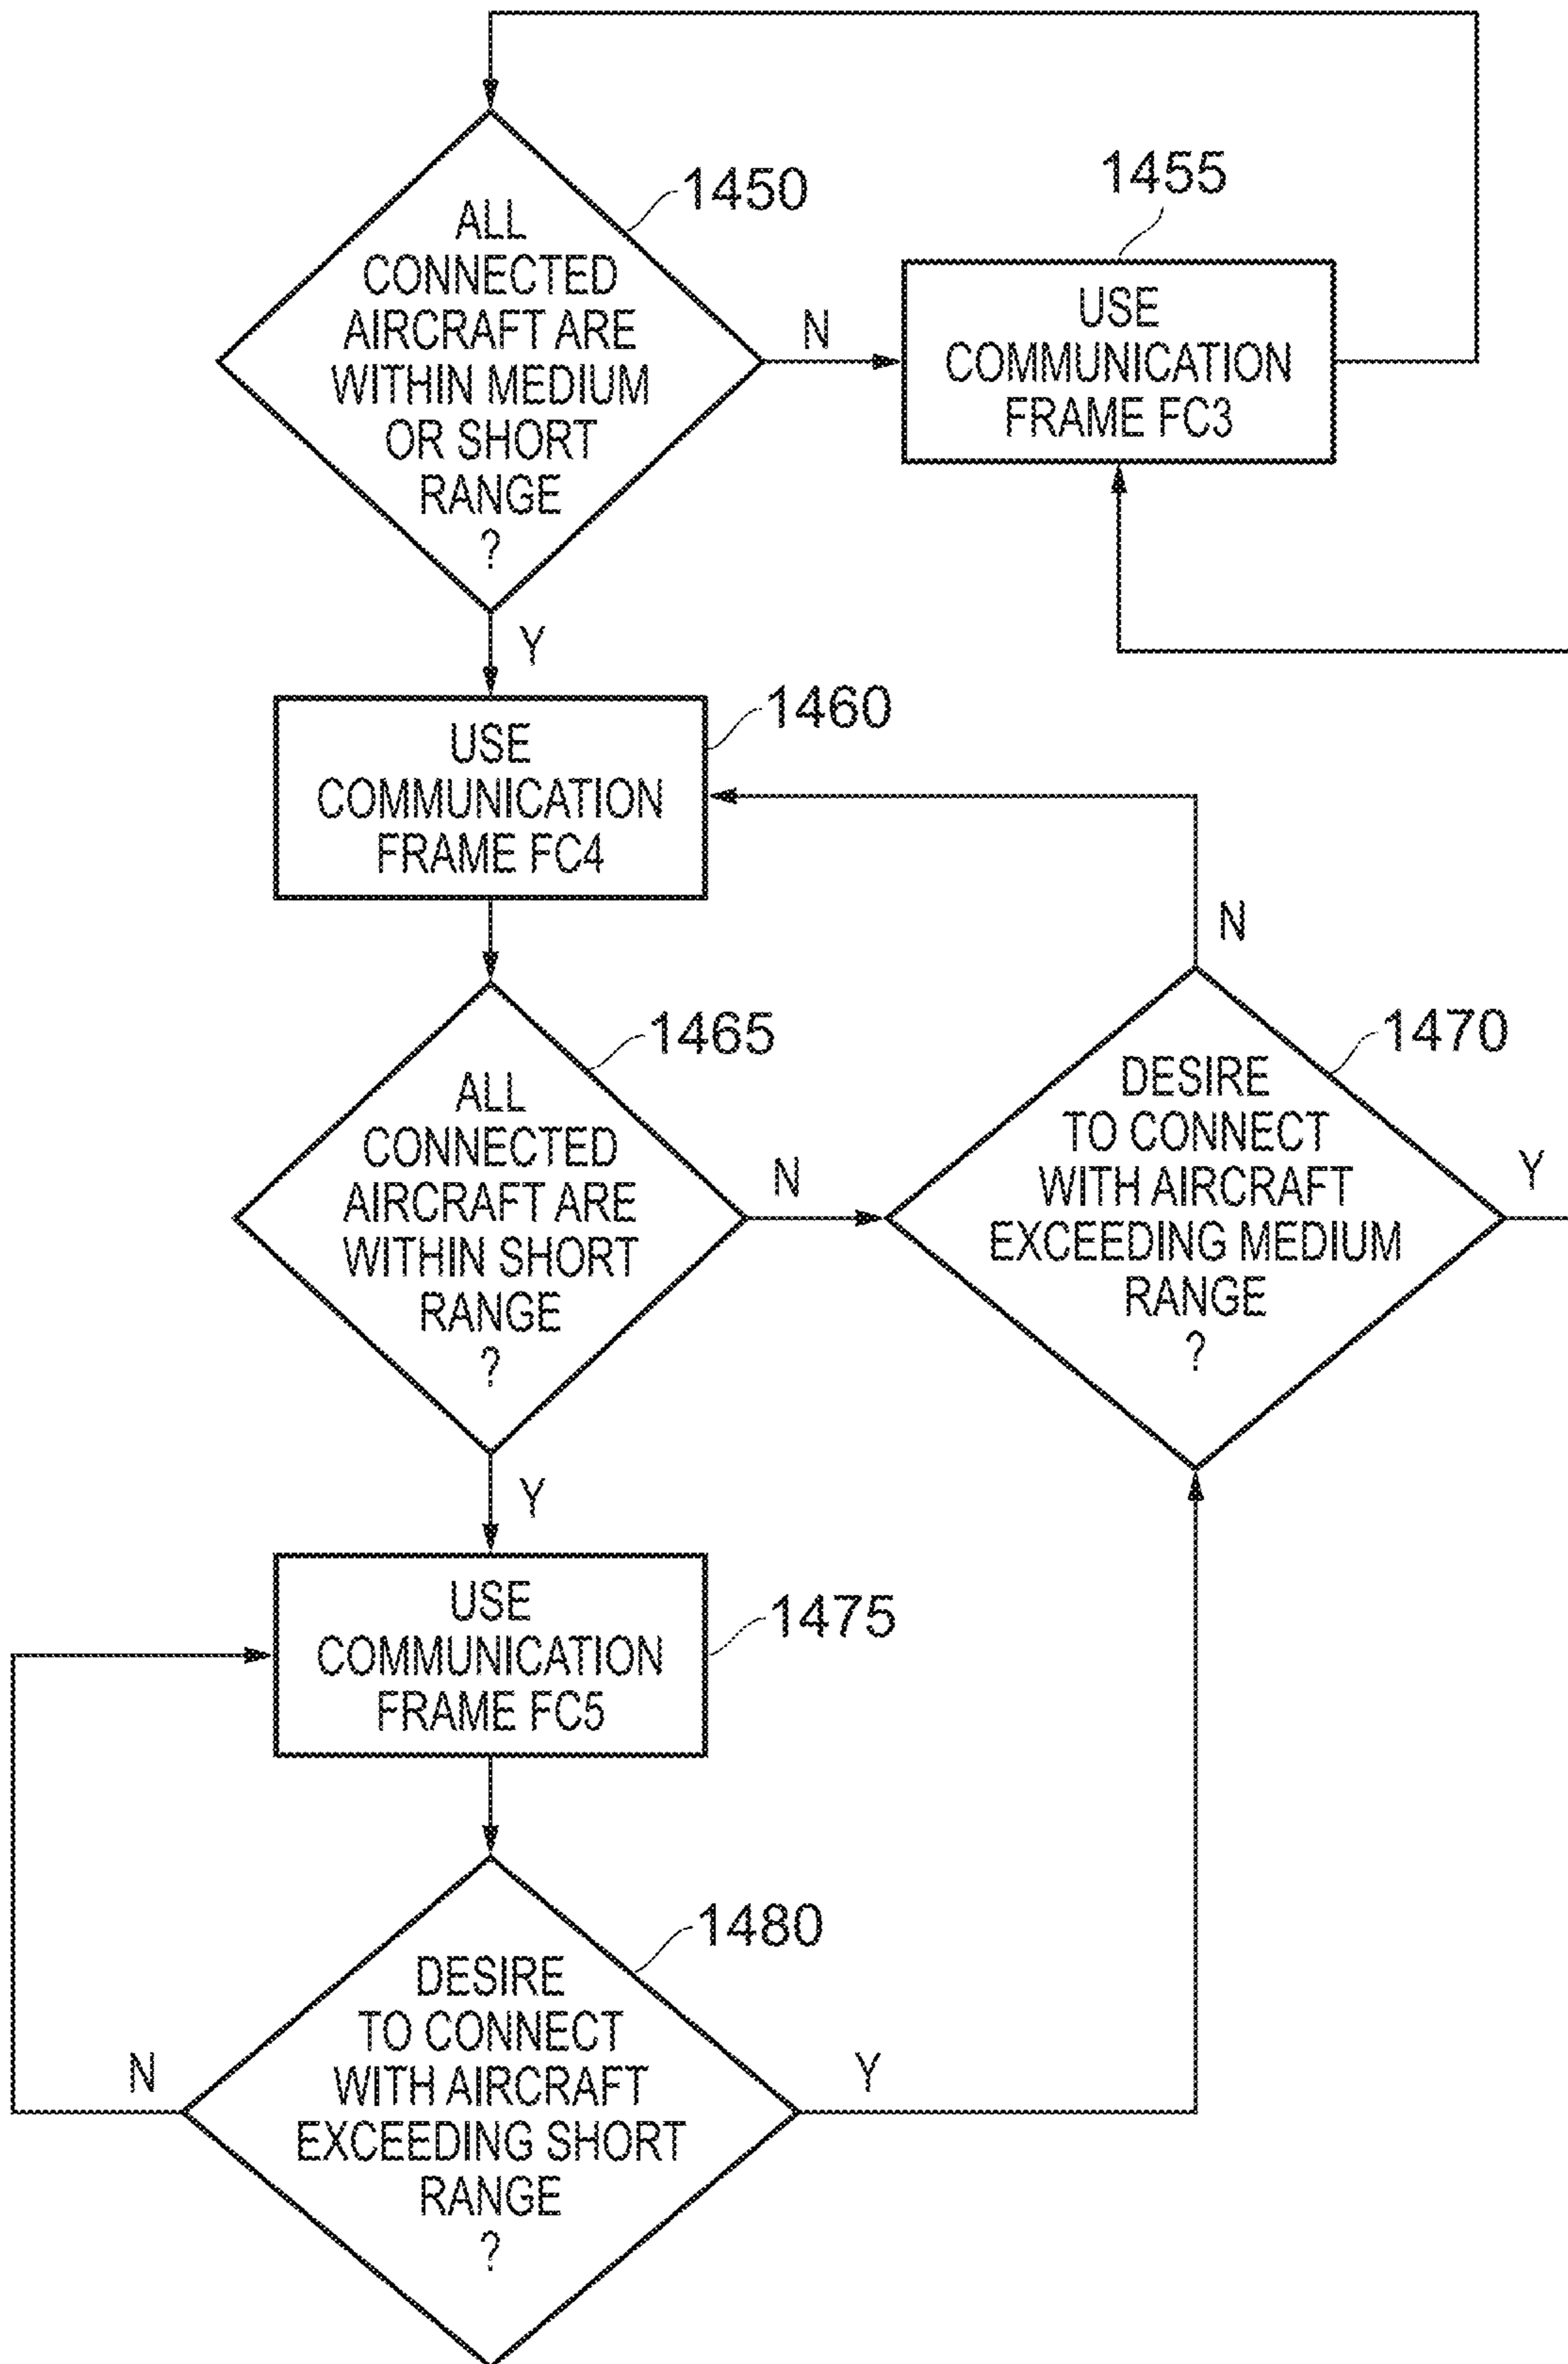 1450
ALL
CONNECTED
AIRCRAFT ARE
WITHIN MEDIUM
OR SHORT
RANGE
?
N
1455
USE
COMMUNICATION
FRAME FC3
Y
1460
USE
COMMUNICATION
FRAME FC4
N
1465
ALL
CONNECTED
AIRCRAFT ARE
WITHIN SHORT
RANGE
?
N
1470
DESIRE
TO CONNECT
WITH AIRCRAFT
EXCEEDING MEDIUM
RANGE
?
Y
Y
1475
USE
COMMUNICATION
FRAME FC5
1480
DESIRE
TO CONNECT
WITH AIRCRAFT
EXCEEDING SHORT
RANGE
?
N
Y